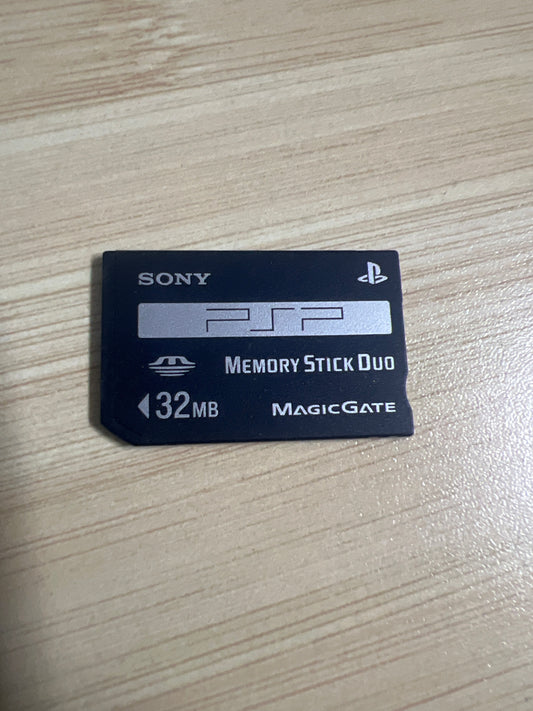 SONY
PSP
MEMORY STICK DUO
32MB
MAGICGATE